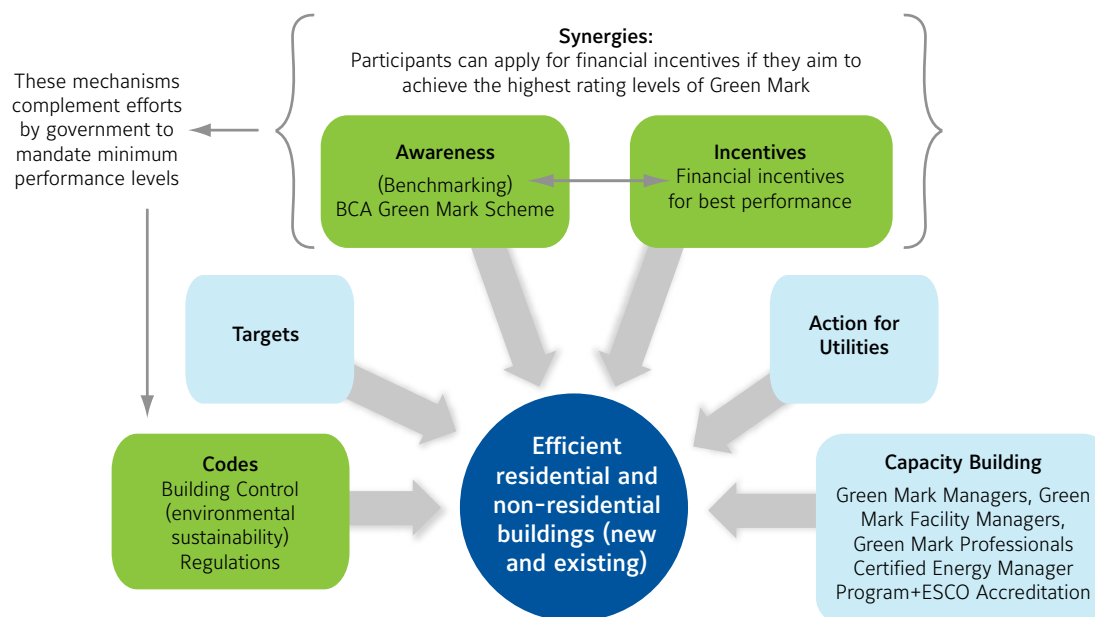 Synergies:
Participants can apply for financial incentives if they aim to
achieve the highest rating levels of Green Mark
These mechanisms
complement efforts
by government to
mandate minimum
performance levels
Awareness
(Benchmarking)
BCA Green Mark Scheme
Incentives
Financial incentives
for best performance
Targets
Action for
Utilities
Codes
Building Control
(environmental
sustainability)
Regulations
Efficient
residential and
non-residential
buildings (new
and existing)
Capacity Building
Green Mark Managers, Green
Mark Facility Managers,
Green Mark Professionals
Certified Energy Manager
Program+ESCO Accreditation